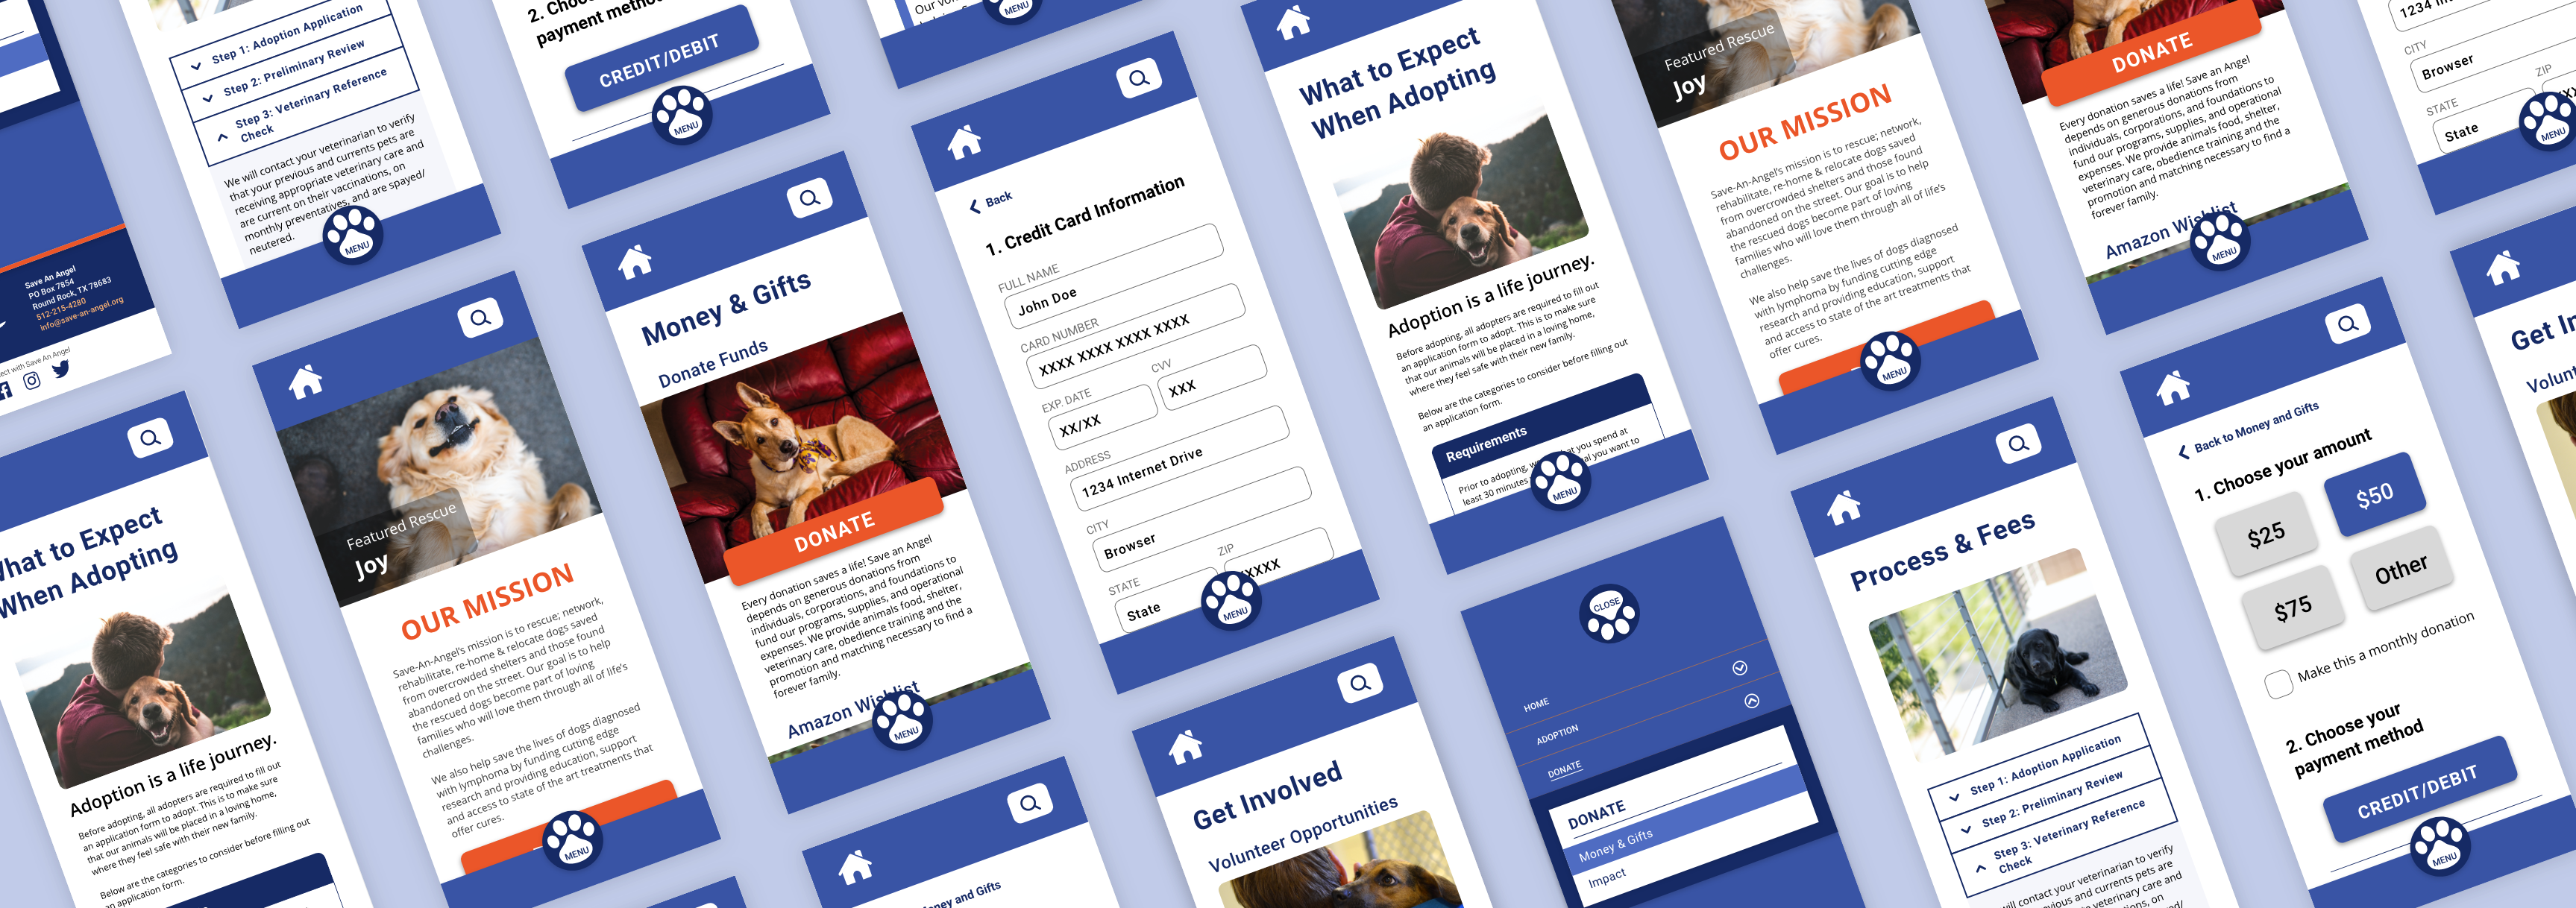 Save An Angel
PO Box 7854
Round Rock, TX 78683
512-215-4280
info@save-an-angel.org
with Save An Angel
What to Expect
When Adopting
Adoption is a life journey.
Before adopting, all adopters are required to fill out
an application form to adopt. This is to make sure
that our animals will be placed in a loving home,
where they feel safe with their new family.
Below are the categories to consider before filling out
an application form.
Step 1: Adoption Application
Step 2: Preliminary Review
Step 3: Veterinary Reference
Check
We will contact your veterinarian to verify
that your previous and currents pets are
receiving appropriate veterinary care and
are current on their vaccinations, on
monthly preventatives, and are spayed/
neutered.
MENU
Featured Rescue
Joy
OUR MISSION
Save-An-Angel's mission is to rescue; network,
rehabilitate, re-home & relocate dogs saved
from overcrowded shelters and those found
abandoned on the street. Our goal is to help
the rescued dogs become part of loving
families who will love them through all of life's
challenges.
We also help save the lives of dogs diagnosed
with lymphoma by funding cutting edge
research and providing education, support
and access to state of the art treatments that
offer cures.
MENU
2. Choose your
payment method
CREDIT/DEBIT
MENU
Money & Gifts
Donate Funds
DONATE
Every donation saves a life! Save an Angel
depends on generous donations from
individuals, corporations, and foundations to
fund our programs, supplies, and operational
expenses. We provide animals food, shelter,
veterinary care, obedience training and the
promotion and matching necessary to find a
forever family.
Amazon Wishlist
MENU
Money and Gifts
Our
MENU
Back
1. Credit Card Information
FULL NAME
John Doe
CARD NUMBER
XXXX XXXX XXXX XXXX
EXP. DATE
CVV
XX/XX
XXX
ADDRESS
1234 Internet Drive
CITY
Browser
STATE
ZIP
State
XXXXX
MENU
Get Involved
Volunteer Opportunities
What to Expect
When Adopting
Adoption is a life journey.
Before adopting, all adopters are required to fill out
an application form to adopt. This is to make sure
that our animals will be placed in a loving home,
where they feel safe with their new family.
Below are the categories to consider before filling out
an application form.
Requirements
Prior to adopting, that you spend at
least 30 minutes you want to
MENU
CLOSE
HOME
ADOPTION
DONATE
DONATE
Money & Gifts
Impact
Featured Rescue
Joy
OUR MISSION
Save-An-Angel's mission is to rescue; network,
rehabilitate, re-home & relocate dogs saved
from overcrowded shelters and those found
abandoned on the street. Our goal is to help
the rescued dogs become part of loving
families who will love them through all of life's
challenges.
We also help save the lives of dogs diagnosed
with lymphoma by funding cutting edge
research and providing education, support
and access to state of the art treatments that
offer cures.
MENU
Process & Fees
Step 1: Adoption Application
Step 2: Preliminary Review
Step 3: Veterinary Reference
Check
will contact your veterinarian to verify
previous and currents pets are
veterinary care and
on
DONATE
Every donation saves a life! Save an Angel
depends on generous donations from
individuals, corporations, and foundations to
fund our programs, supplies, and operational
expenses. We provide animals food, shelter,
veterinary care, obedience training and the
promotion and matching necessary to find a
forever family.
Amazon Wishlist
MENU
Back to Money and Gifts
1. Choose your amount
$25
$50
$75
Other
Make this a monthly donation
2. Choose your
payment method
CREDIT/DEBIT
MENU
1234
CITY
Browser
STATE
ZIP
State
MENU
Get